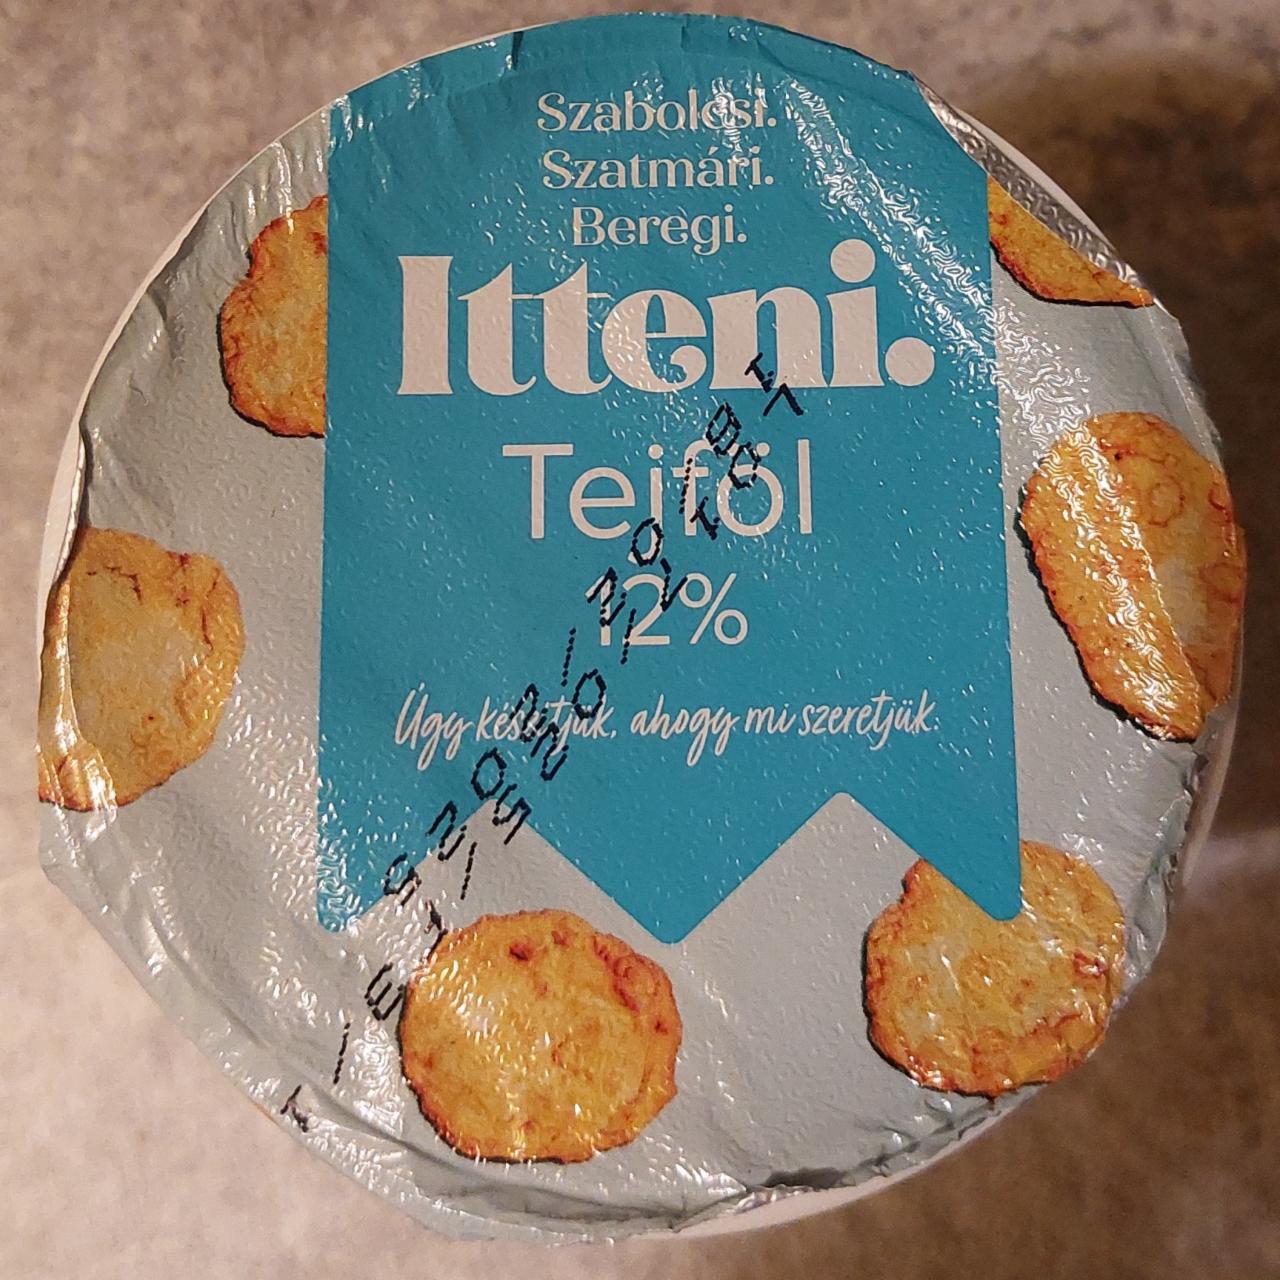 Szabolcsi.
Szatmári.
Beregi.
Itteni.
Tejföl
12%
Úgy készítjük, ahogy mi szeretjük.